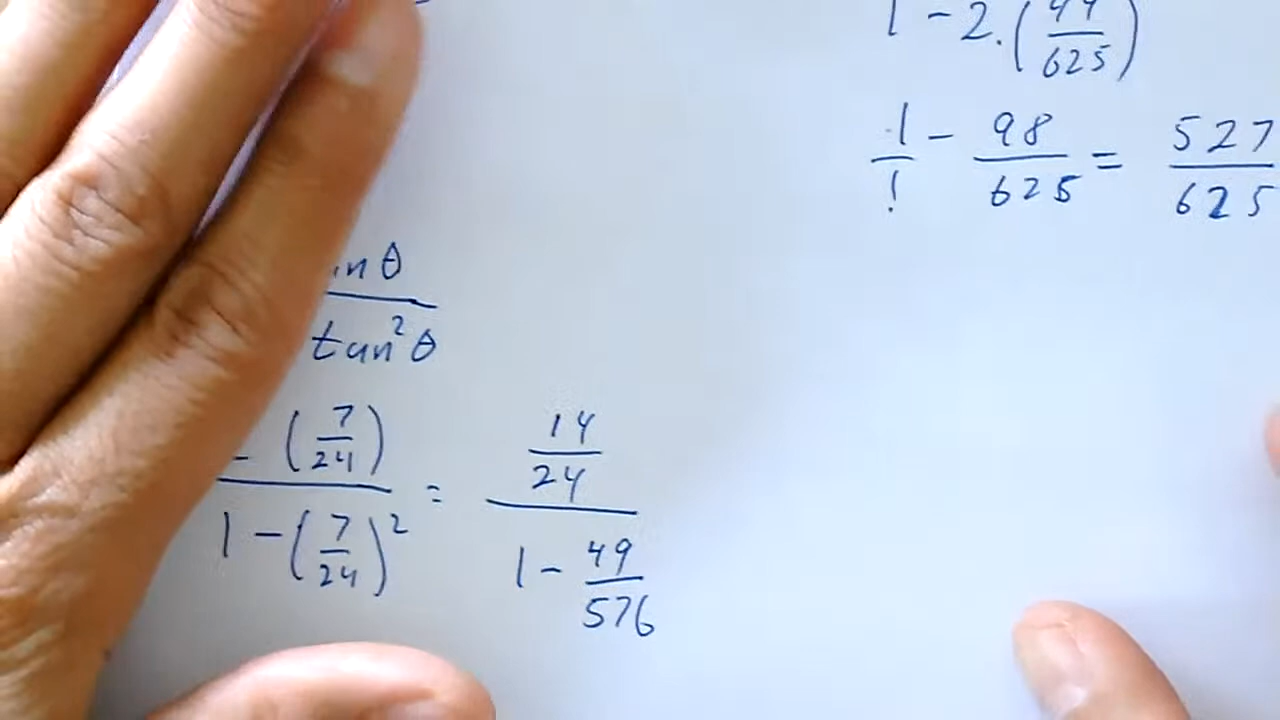 1 - 2 · (49/625)
1/1 - 98/625 = 527/625
tan²θ
(7/24) / 1 - (7/24)² = 14/24 / 1 - 49/576